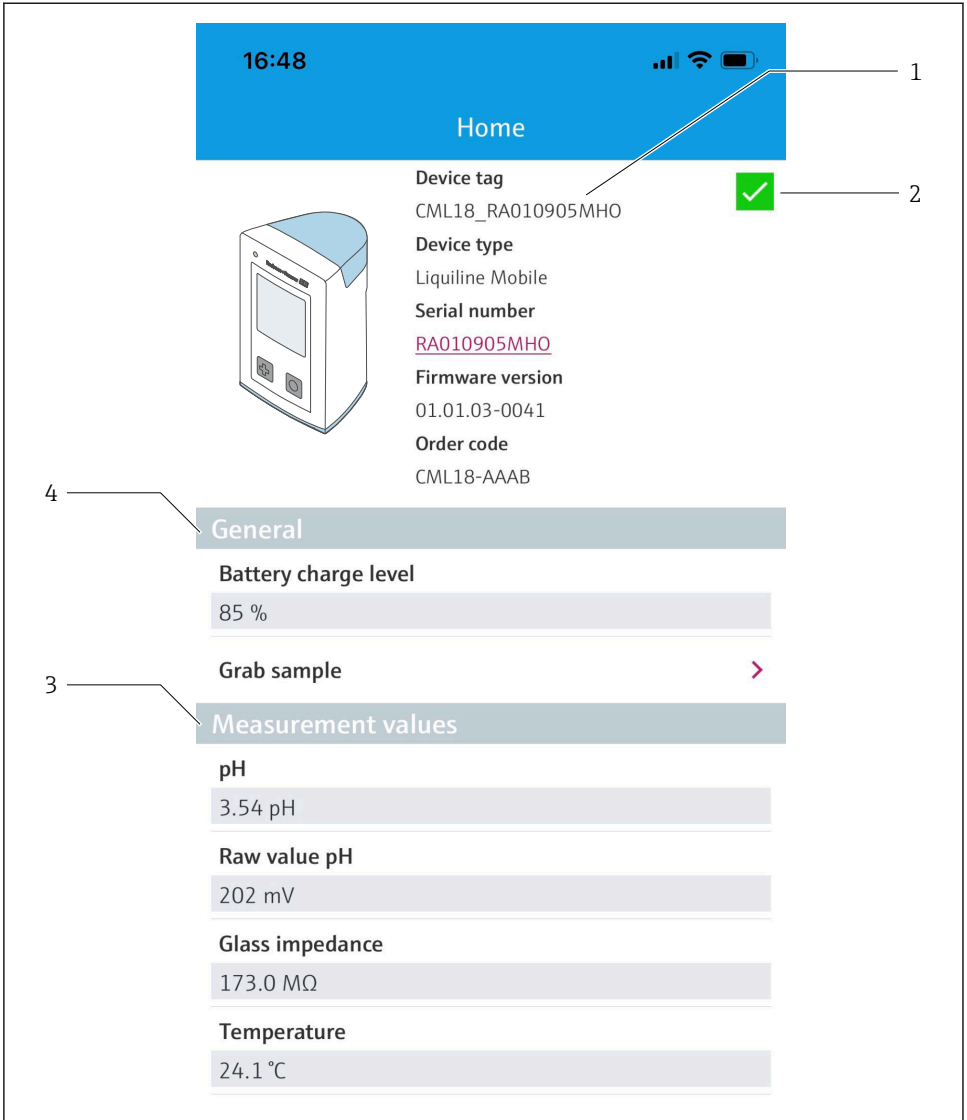 16:48
1
Home
Device tag
2
CML18_RA010905MHO
Device type
Liquiline Mobile
Serial number
RA010905MHO
Firmware version
01.01.03-0041
Order code
CML18-AAAB
4
General
Battery charge level
85 %
Grab sample
3
Measurement values
pH
3.54 pH
Raw value pH
202 mV
Glass impedance
173.0 MΩ
Temperature
24.1 °C